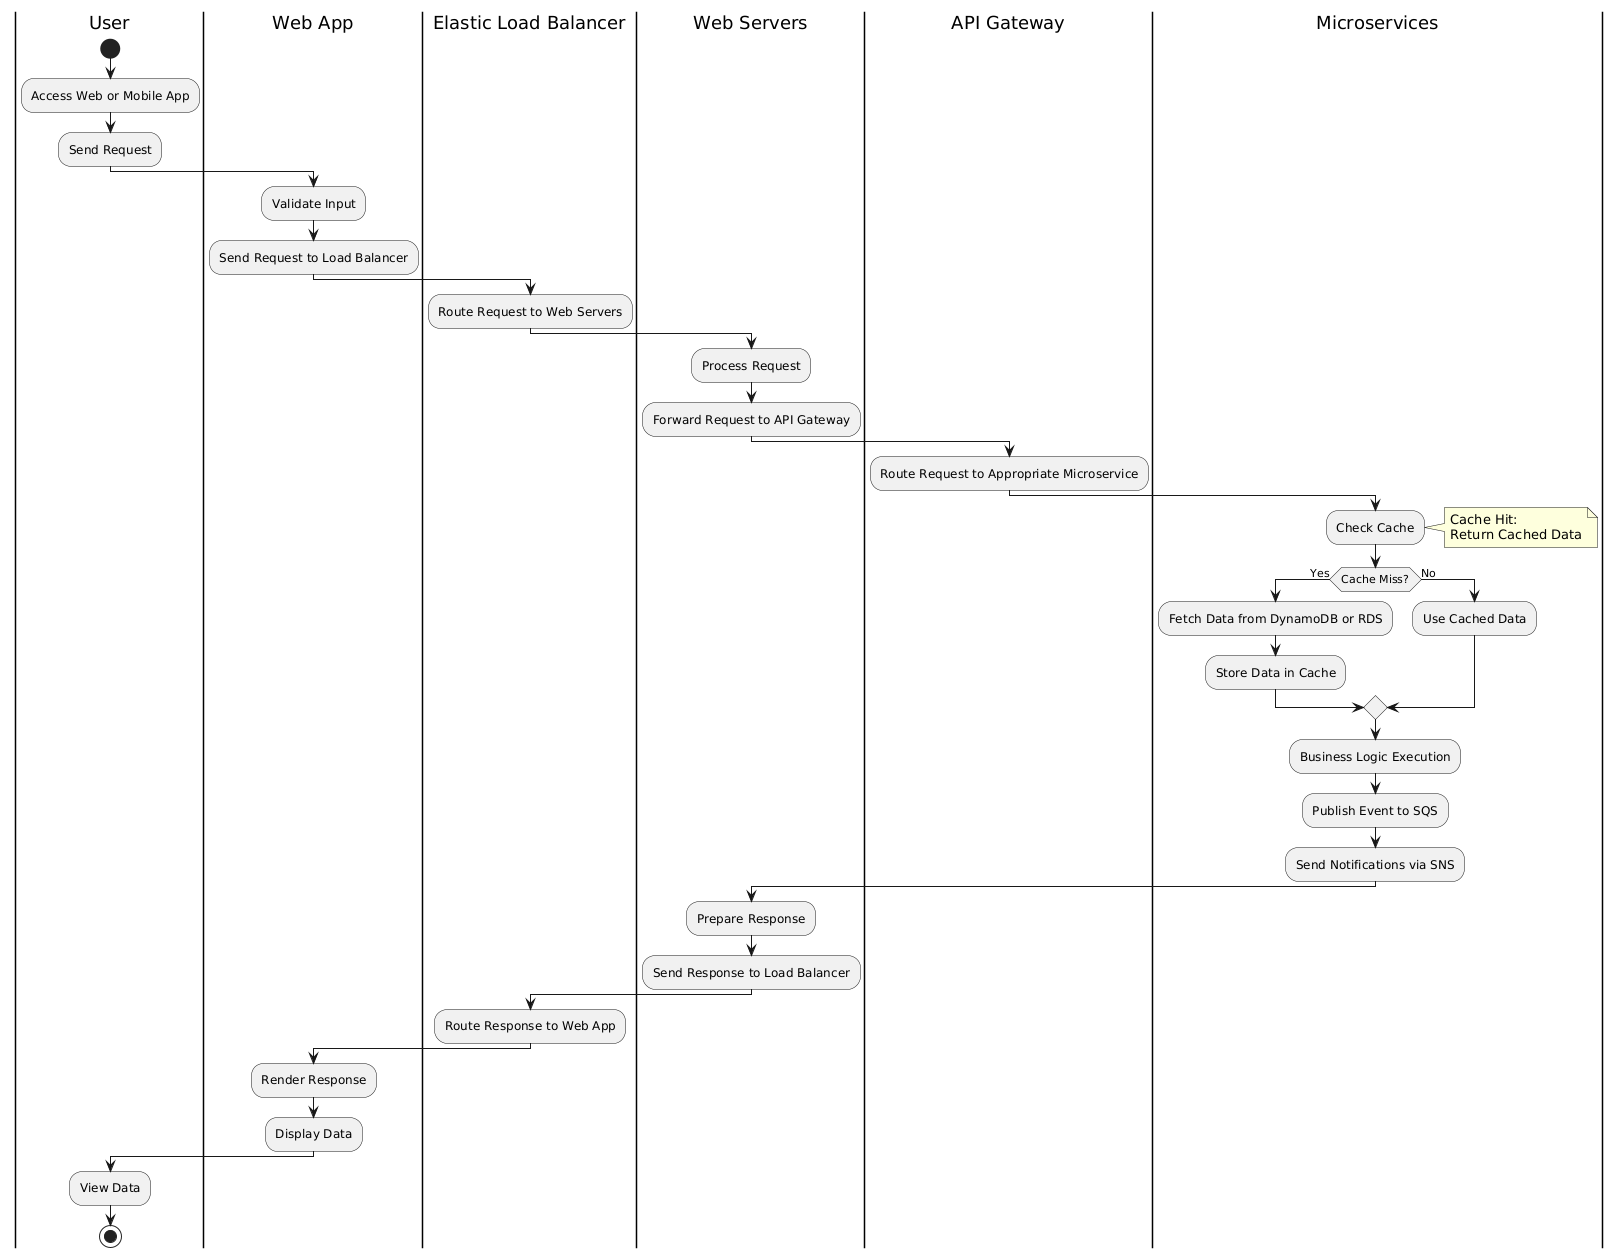 User
Web App
Elastic Load Balancer
Web Servers
API Gateway
Microservices
Access Web or Mobile App
Send Request
Validate Input
Send Request to Load Balancer
Route Request to Web Servers
Process Request
Forward Request to API Gateway
Route Request to Appropriate Microservice
Check Cache
Cache Hit:
Return Cached Data
Yes
Cache Miss?
No
Fetch Data from DynamoDB or RDS
Use Cached Data
Store Data in Cache
Business Logic Execution
Publish Event to SQS
Send Notifications via SNS
Prepare Response
Send Response to Load Balancer
Route Response to Web App
Render Response
Display Data
View Data